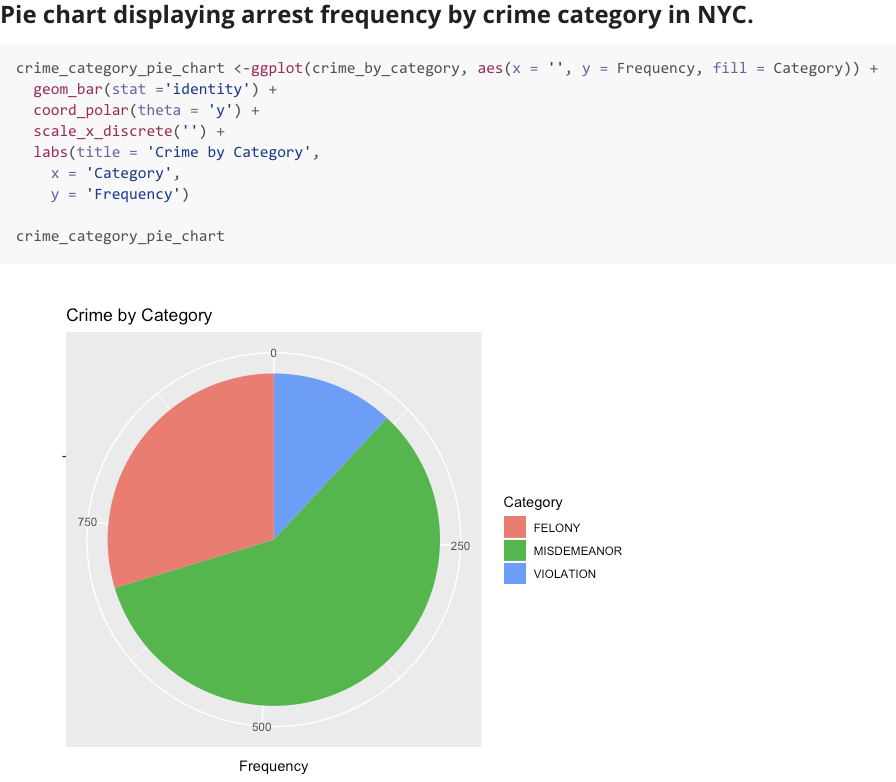 Pie chart displaying arrest frequency by crime category in NYC.
crime_category_pie_chart <-ggplot(crime_by_category, aes(x = '', y = Frequency, fill = Category)) +
  geom_bar(stat ='identity') +
  coord_polar(theta = 'y') +
  scale_x_discrete('') +
  labs(title = 'Crime by Category',
    x = 'Category',
    y = 'Frequency')
crime_category_pie_chart
Crime by Category
0
750
250
500
Frequency
Category
FELONY
MISDEMEANOR
VIOLATION